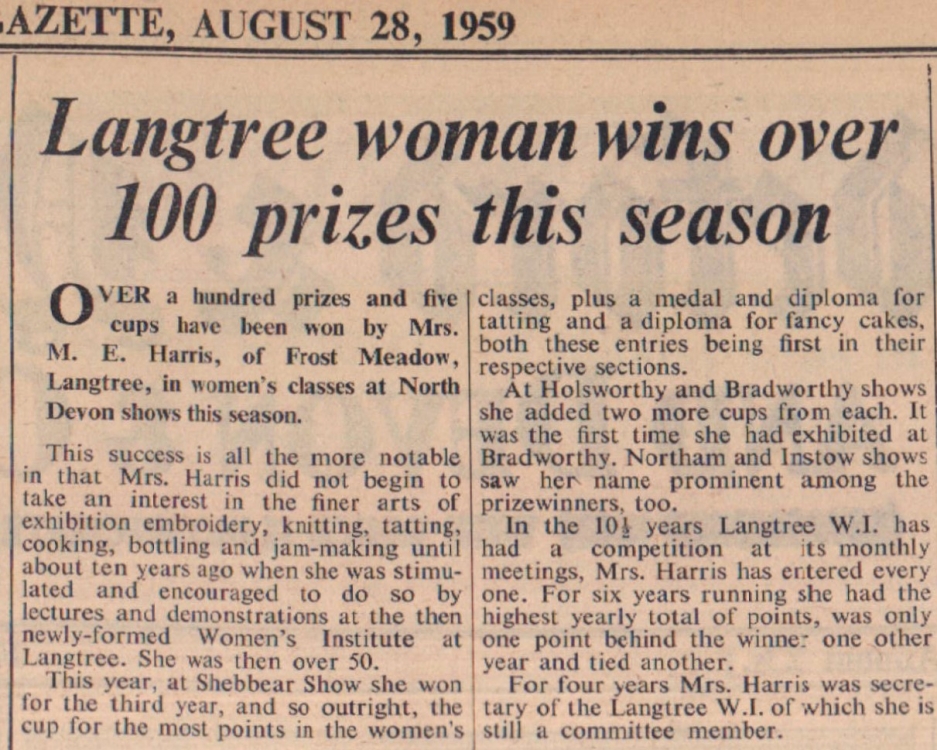 GAZETTE, AUGUST 28, 1959
Langtree woman wins over
100 prizes this season
OVER a hundred prizes and five
cups have been won by Mrs.
M. E. Harris, of Frost Meadow,
Langtree, in women's classes at North
Devon shows this season.
This success is all the more notable
in that Mrs. Harris did not begin to
take an interest in the finer arts of
exhibition embroidery, knitting, tatting,
cooking, bottling and jam-making until
about ten years ago when she was stimu-
lated and encouraged to do so by
lectures and demonstrations at the then
newly-formed Women's Institute at
Langtree. She was then over 50.
This year, at Shebbear Show she won
for the third year, and so outright, the
cup for the most points in the women's
classes, plus a medal and diploma for
tatting and a diploma for fancy cakes,
both these entries being first in their
respective sections.
At Holsworthy and Bradworthy shows
she added two more cups from each. It
was the first time she had exhibited at
Bradworthy. Northam and Instow shows
saw her name prominent among the
prizewinners, too.
In the 10½ years Langtree W.I. has
had a competition at its monthly
meetings, Mrs. Harris has entered every
one. For six years running she had the
highest yearly total of points, was only
one point behind the winner one other
year and tied another.
For four years Mrs. Harris was secre-
tary of the Langtree W.I. of which she is
still a committee member.